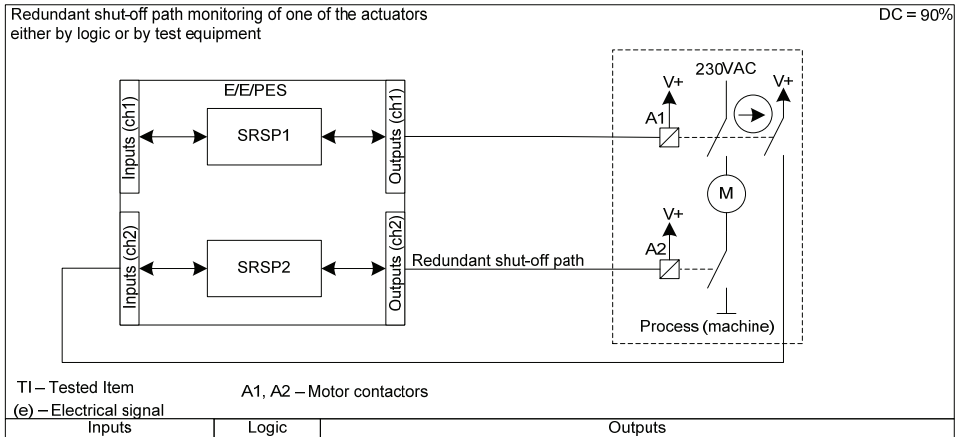 Redundant shut-off path monitoring of one of the actuators
either by logic or by test equipment
DC = 90%
230VAC
V+
V+
E/E/PES
Inputs (ch1)
SRSP1
Outputs (ch1)
A1
M
V+
Inputs (ch2)
SRSP2
Outputs (ch2)
Redundant shut-off path
A2
Process (machine)
TI – Tested Item
A1, A2 – Motor contactors
(e) – Electrical signal
Inputs
Logic
Outputs